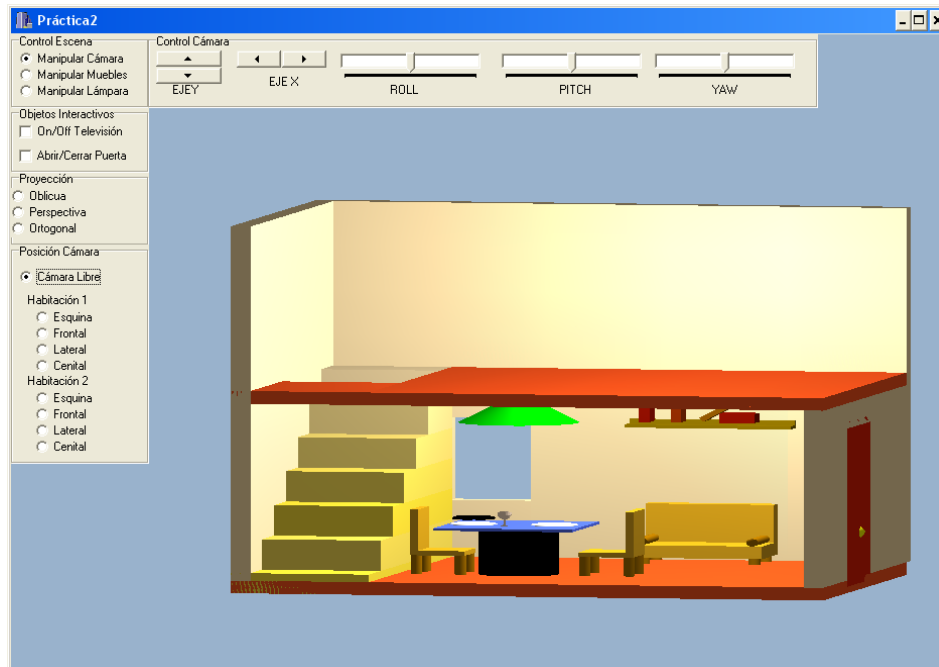 Práctica2
Control Escena
Manipular Cámara
Manipular Muebles
Manipular Lámpara
Control Cámara
EJEY
EJE X
ROLL
PITCH
YAW
Objetos Interactivos
On/Off Televisión
Abrir/Cerrar Puerta
Proyección
Oblicua
Perspectiva
Ortogonal
Posición Cámara
Cámara Libre
Habitación 1
Esquina
Frontal
Lateral
Cenital
Habitación 2
Esquina
Frontal
Lateral
Cenital